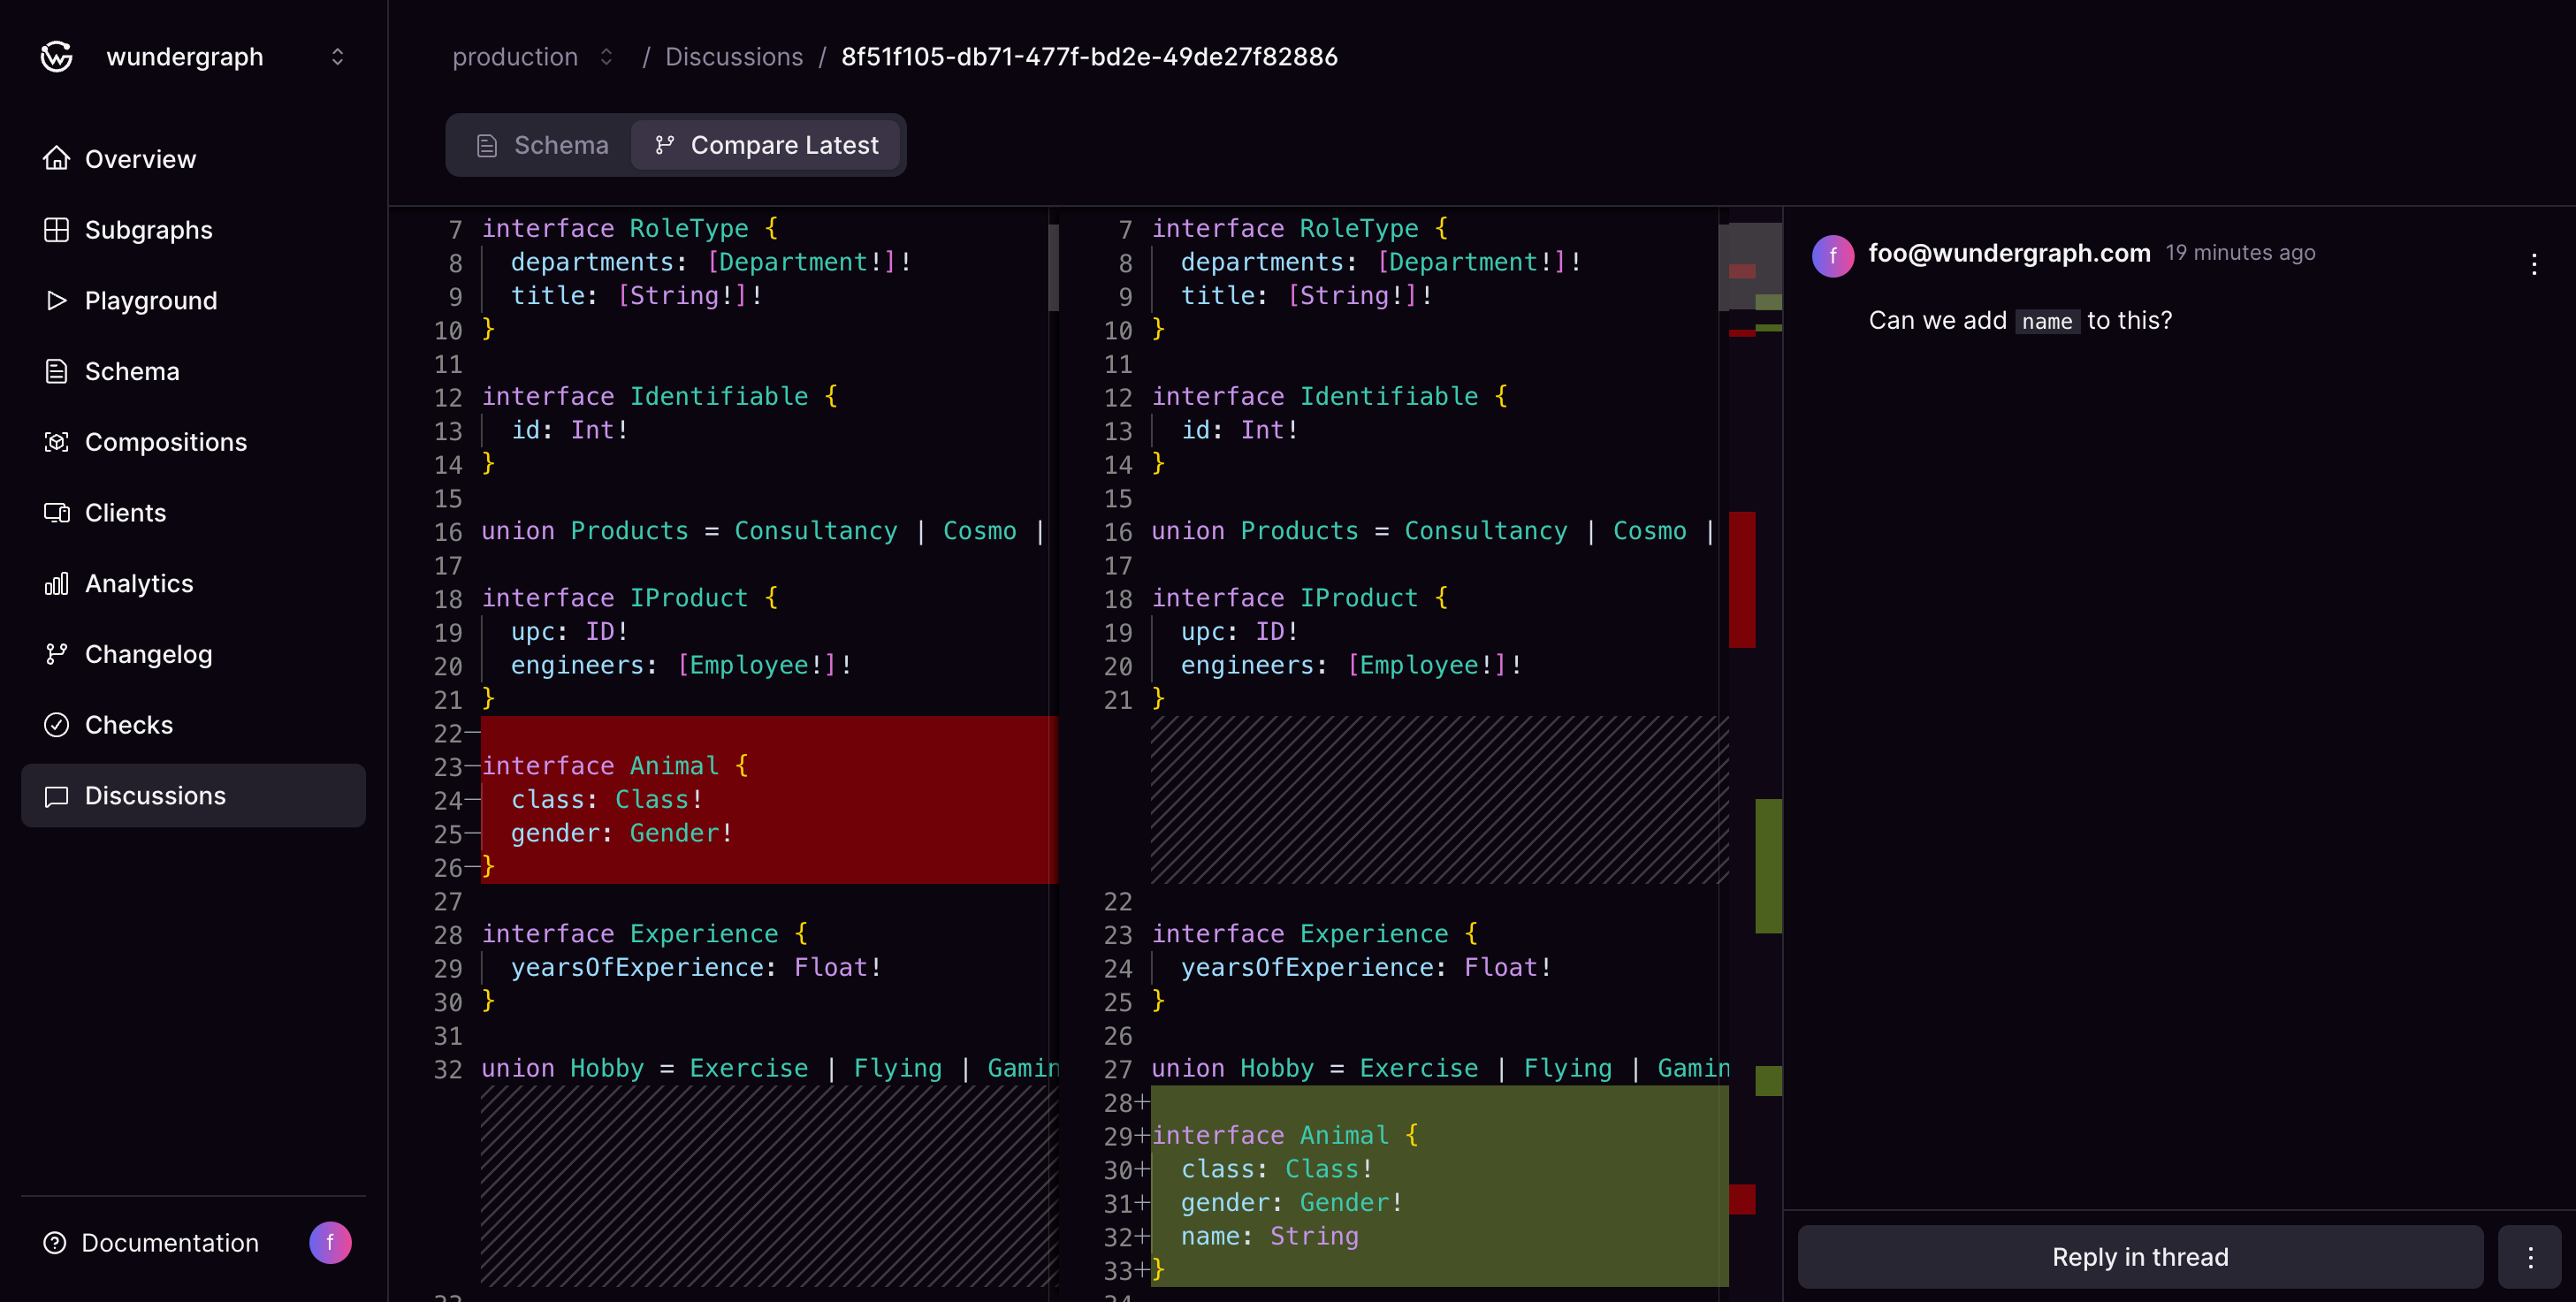 wundergraph
Overview
Subgraphs
Playground
Schema
Compositions
Clients
Analytics
Changelog
Checks
Discussions
Documentation
f
production / Discussions / 8f51f105-db71-477f-bd2e-49de27f82886
Schema
Compare Latest
7 interface RoleType {
8 departments: [Department!]!
9 title: [String!]!
10 }
11
12 interface Identifiable {
13 id: Int!
14 }
15
16 union Products = Consultancy | Cosmo |
17
18 interface IProduct {
19 upc: ID!
20 engineers: [Employee!]!
21 }
22—
23—interface Animal {
24— class: Class!
25— gender: Gender!
26—}
27
28 interface Experience {
29 yearsOfExperience: Float!
30 }
31
32 union Hobby = Exercise | Flying | Gamin
7 interface RoleType {
8 departments: [Department!]!
9 title: [String!]!
10 }
11
12 interface Identifiable {
13 id: Int!
14 }
15
16 union Products = Consultancy | Cosmo |
17
18 interface IProduct {
19 upc: ID!
20 engineers: [Employee!]!
21 }
22
23 interface Experience {
24 yearsOfExperience: Float!
25 }
26
27 union Hobby = Exercise | Flying | Gamin
28+
29+interface Animal {
30+ class: Class!
31+ gender: Gender!
32+ name: String
33+}
f
foo@wundergraph.com 19 minutes ago
Can we add name to this?
Reply in thread